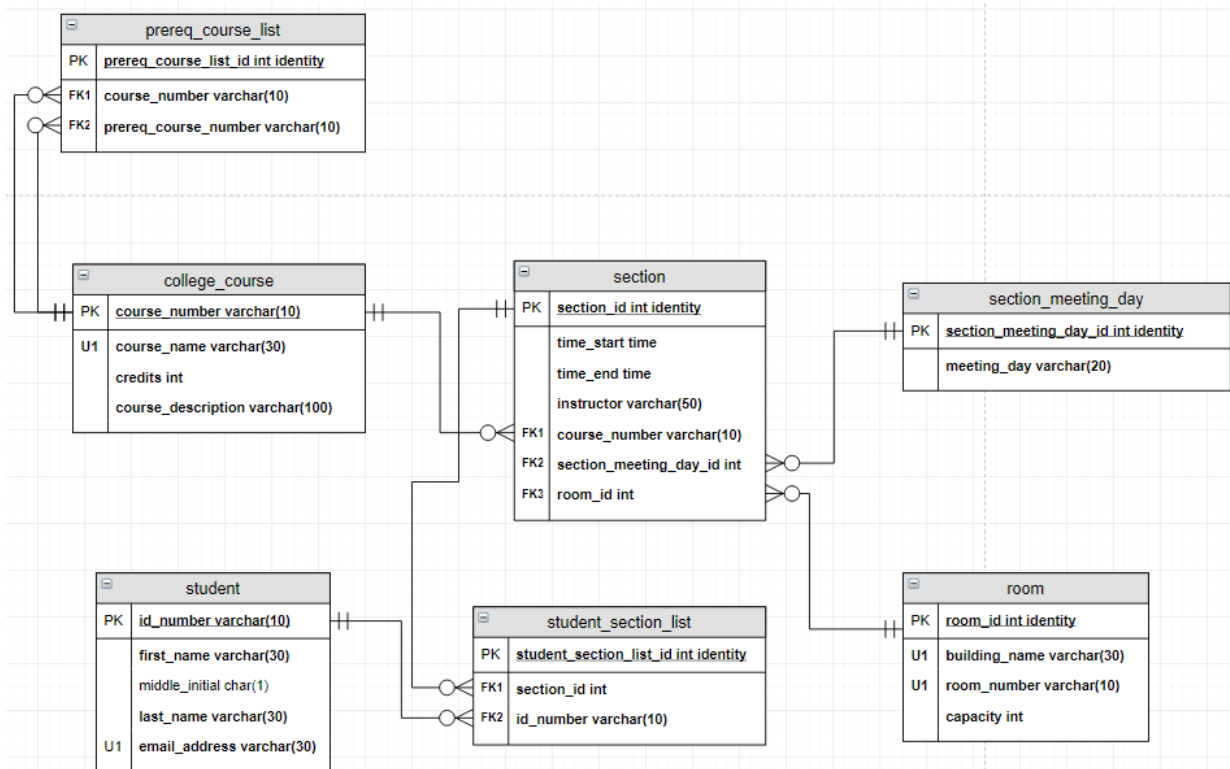 prereq_course_list
PK prereq_course_list_id int identity
FK1 course_number varchar(10)
FK2 prereq_course_number varchar(10)
college_course
PK course_number varchar(10)
U1 course_name varchar(30)
credits int
course_description varchar(100)
section
PK section_id int identity
time_start time
time_end time
instructor varchar(50)
FK1 course_number varchar(10)
FK2 section_meeting_day_id int
FK3 room_id int
section_meeting_day
PK section_meeting_day_id int identity
meeting_day varchar(20)
student
PK id_number varchar(10)
first_name varchar(30)
middle_initial char(1)
last_name varchar(30)
U1 email_address varchar(30)
student_section_list
PK student_section_list_id int identity
FK1 section_id int
FK2 id_number varchar(10)
room
PK room_id int identity
U1 building_name varchar(30)
U1 room_number varchar(10)
capacity int